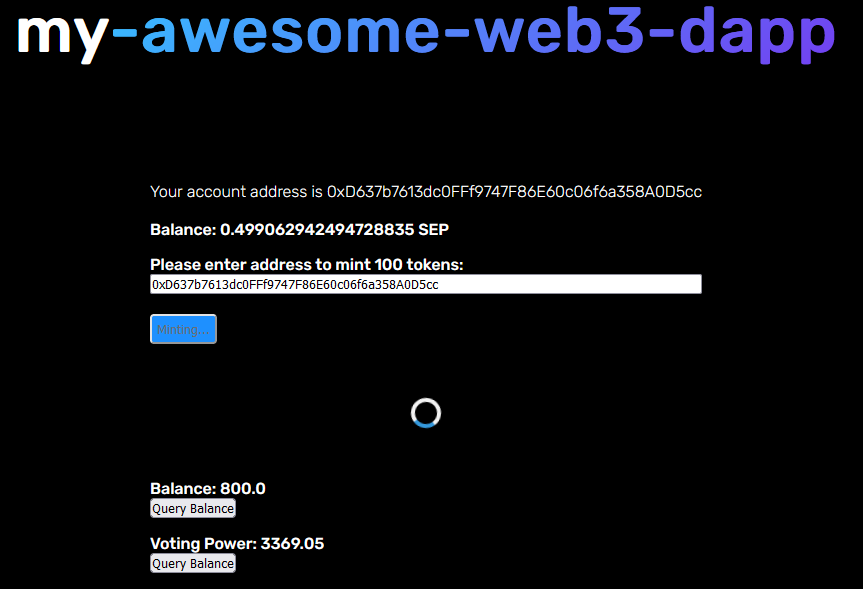 my-awesome-web3-dapp
Your account address is 0xD637b7613dc0FFf9747F86E60c06f6a358A0D5cc
Balance: 0.499062942494728835 SEP
Please enter address to mint 100 tokens:
0xD637b7613dc0FFf9747F86E60c06f6a358A0D5cc
Minting...
Balance: 800.0
Query Balance
Voting Power: 3369.05
Query Balance